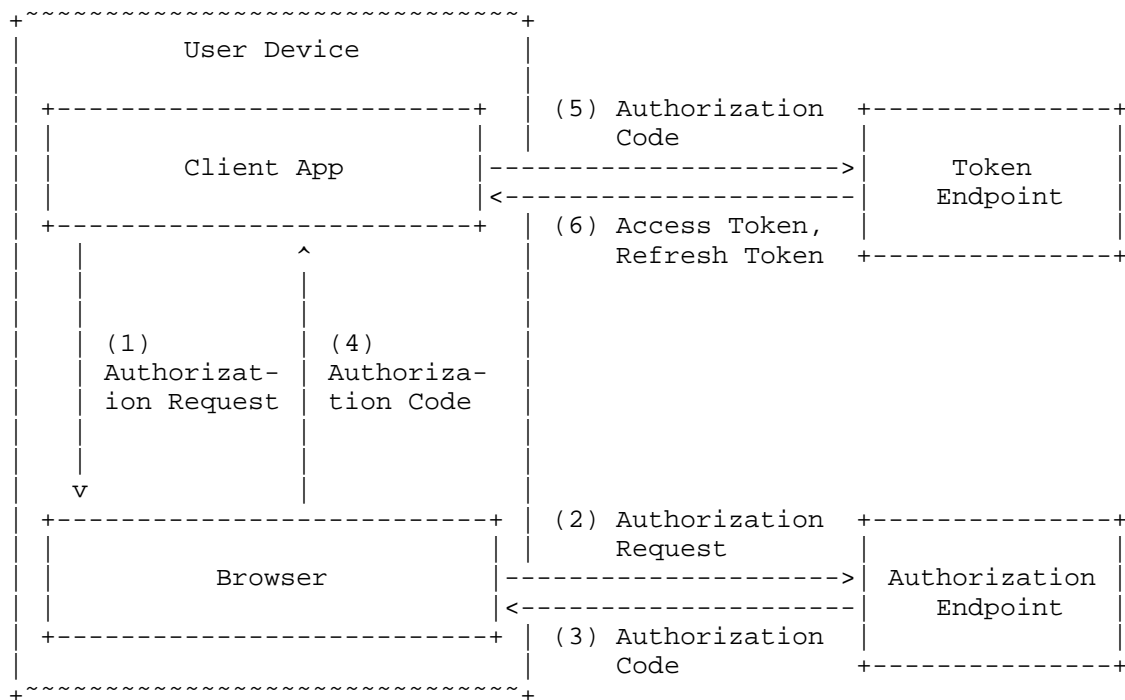 User Device
(5) Authorization
Code
Client App
Token
Endpoint
(6) Access Token,
Refresh Token
(1)
Authorizat-
ion Request
(4)
Authoriza-
tion Code
(2) Authorization
Request
Browser
Authorization
Endpoint
(3) Authorization
Code